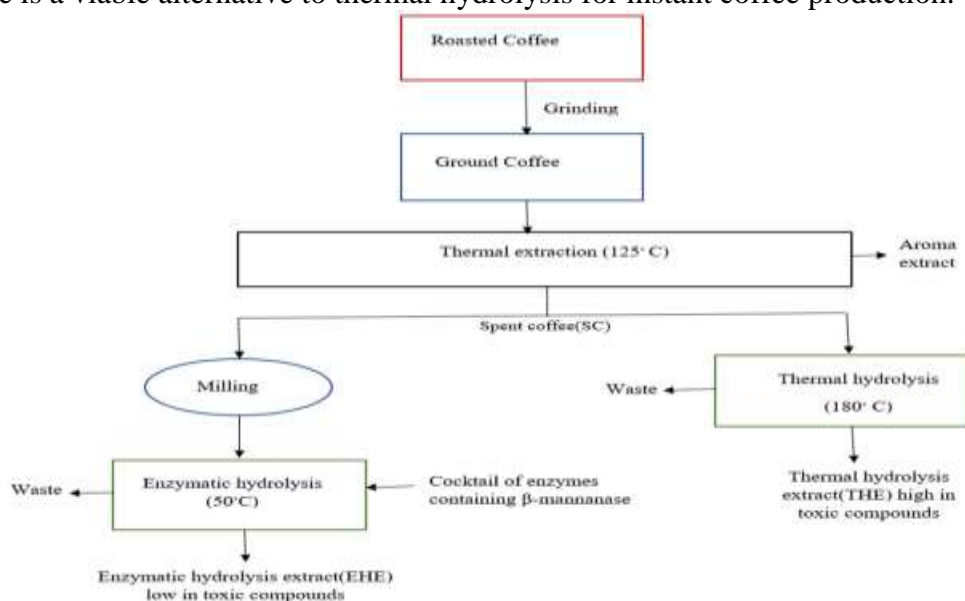 is a viable alternative to thermal hydrolysis for instant coffee production.
Roasted Coffee
Grinding
Ground Coffee
Thermal extraction (125° C)
Aroma
extract
Spent coffee(SC)
Milling
Thermal hydrolysis
(180° C)
Waste
Enzymatic hydrolysis
(50°C)
Waste
Cocktail of enzymes
containing β-mannanase
Thermal hydrolysis
extract(THE) high in
toxic compounds
Enzymatic hydrolysis extract(EHE)
low in toxic compounds